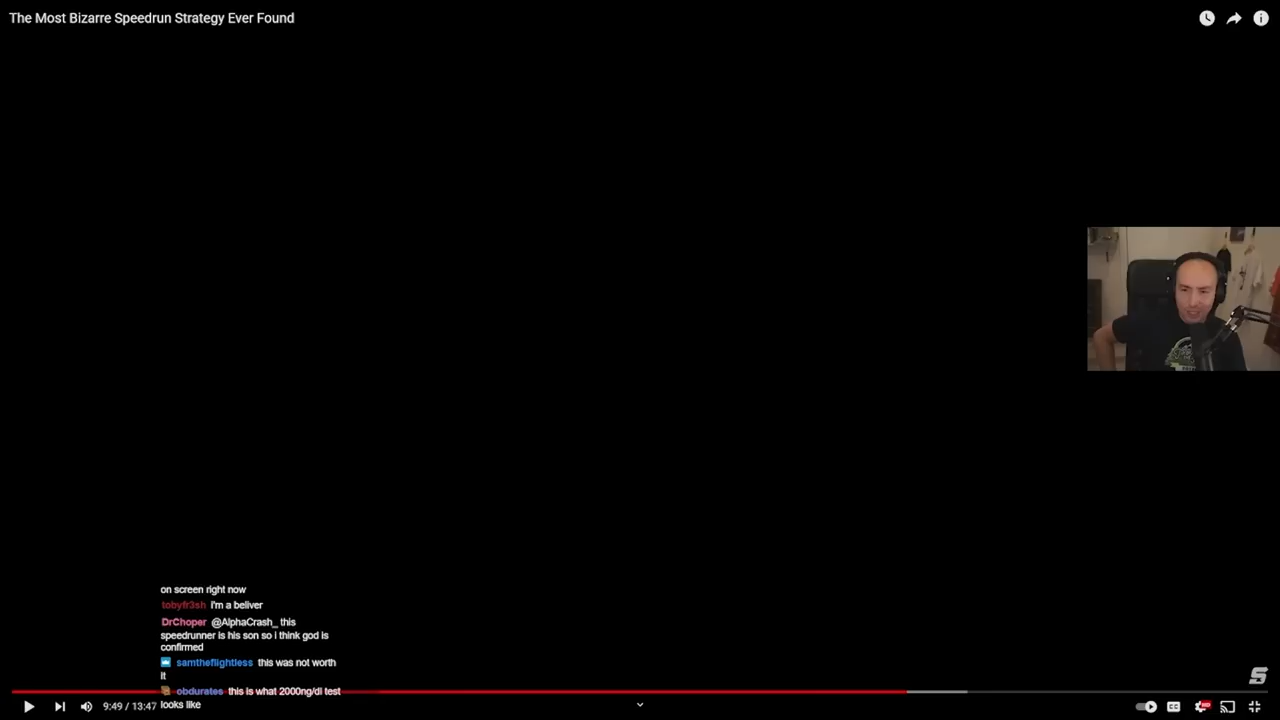 The Most Bizarre Speedrun Strategy Ever Found
on screen right now
tobyfr3sh i'm a beliver
DrChoper @AlphaCrash_ this
speedrunner is his son so i think god is
confirmed
samtheflightless this was not worth
it
obdurates this is what 2000ng/dl test
looks like
9:49 / 13:47